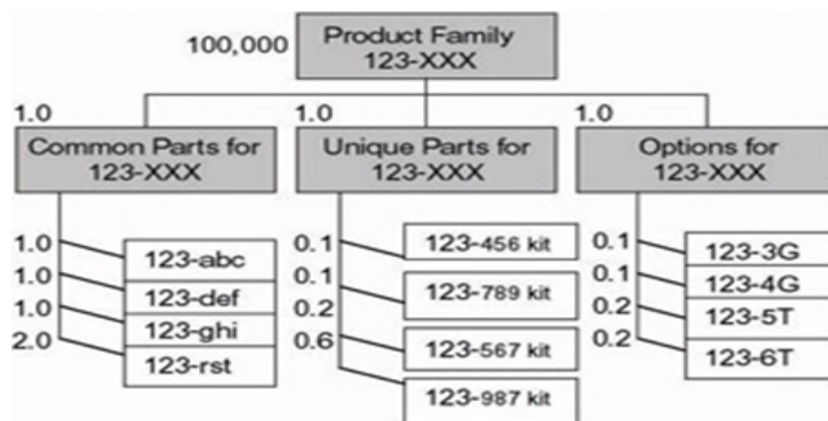 100,000
Product Family
123-XXX
1.0
1.0
1.0
Common Parts for
123-XXX
Unique Parts for
123-XXX
Options for
123-XXX
1.0
123-abc
1.0
123-def
1.0
123-ghi
2.0
123-rst
0.1
123-456 kit
0.1
123-789 kit
0.2
123-567 kit
0.6
123-987 kit
0.1
123-3G
0.1
123-4G
0.2
123-5T
0.2
123-6T